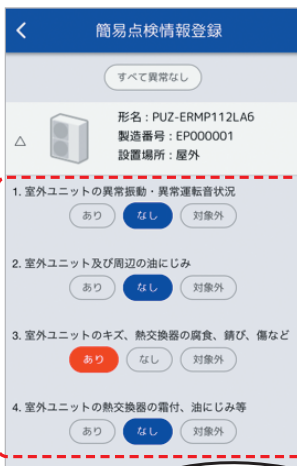 簡易点検情報登録
すべて異常なし
形名:PUZ-ERMP112LA6
製造番号:EP000001
△ 設置場所:屋外
1. 室外ユニットの異常振動・異常運転音状況
あり なし 対象外
2. 室外ユニット及び周辺の油にじみ
あり なし 対象外
3. 室外ユニットのキズ、熱交換器の腐食、錆び、傷など
あり なし 対象外
4. 室外ユニットの熱交換器の霜付、油にじみ等
あり なし 対象外